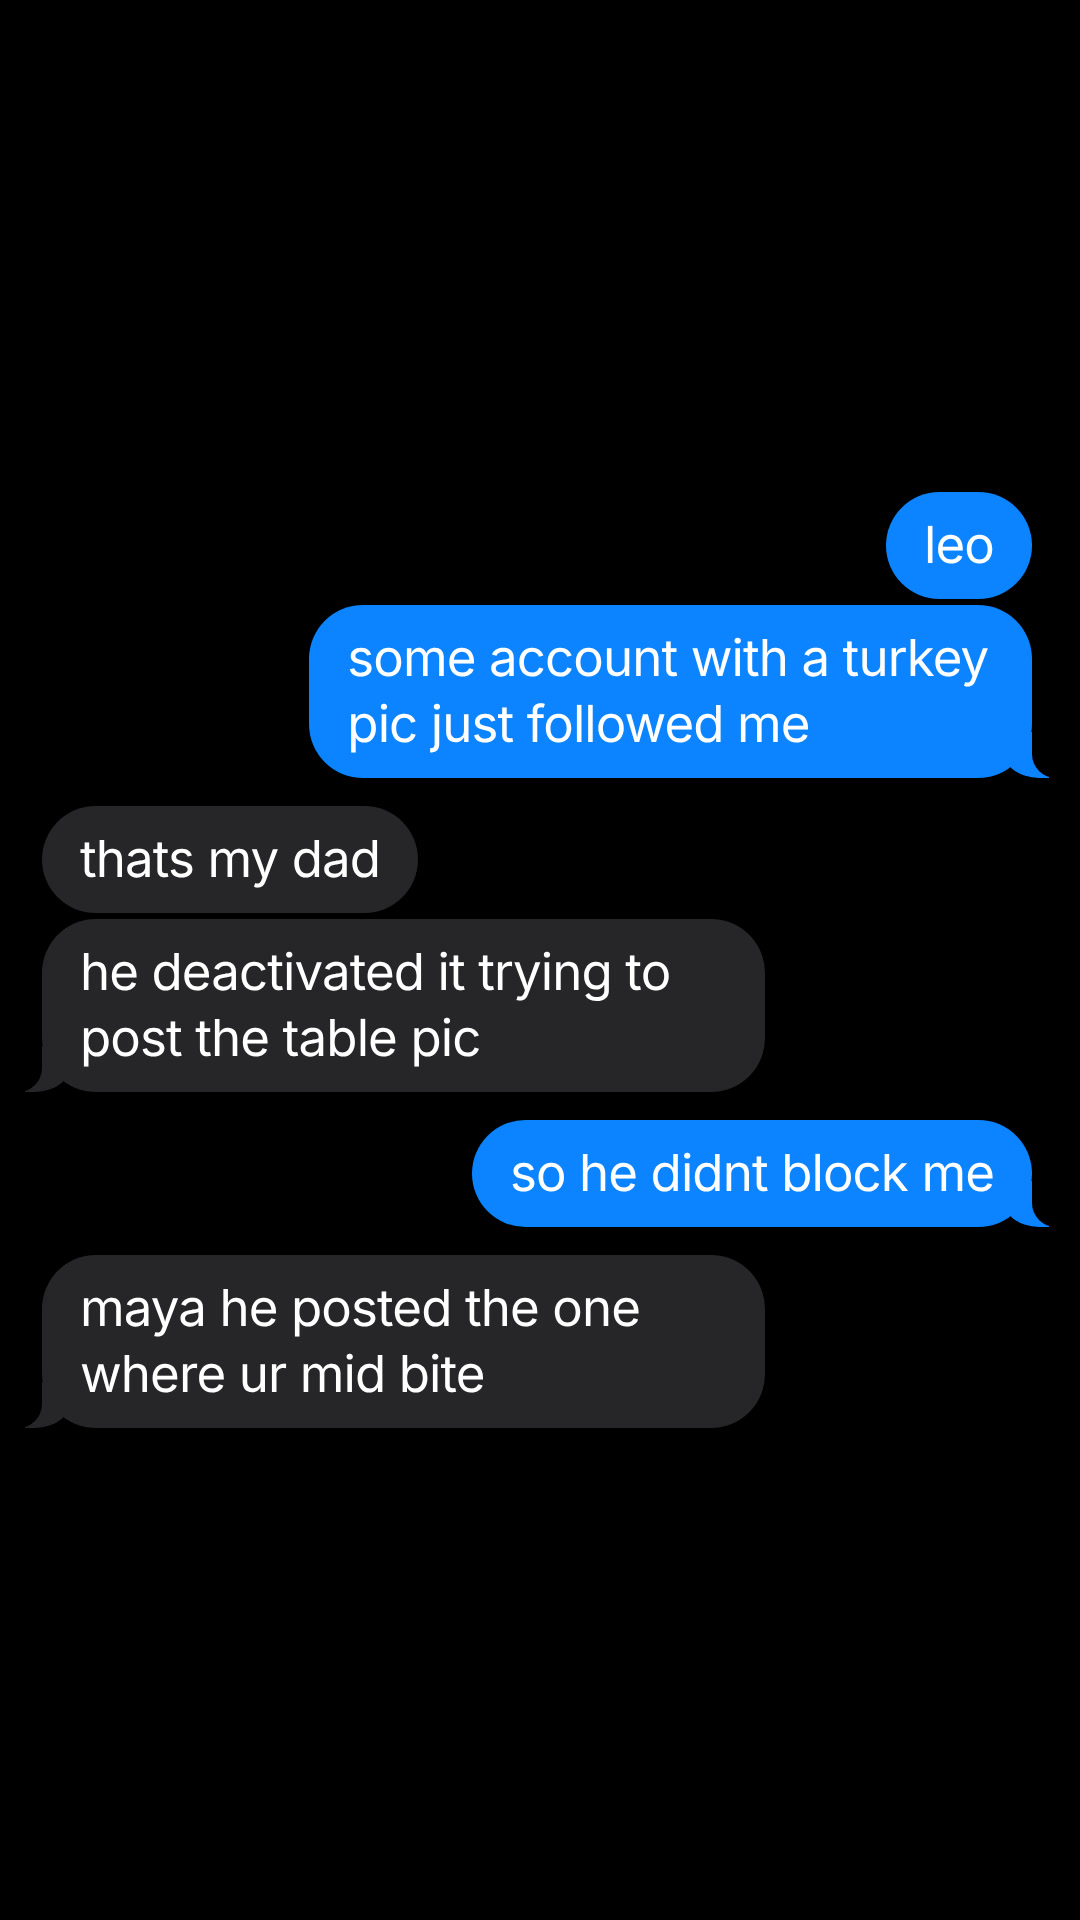 leo
some account with a turkey
pic just followed me
thats my dad
he deactivated it trying to
post the table pic
so he didnt block me
maya he posted the one
where ur mid bite